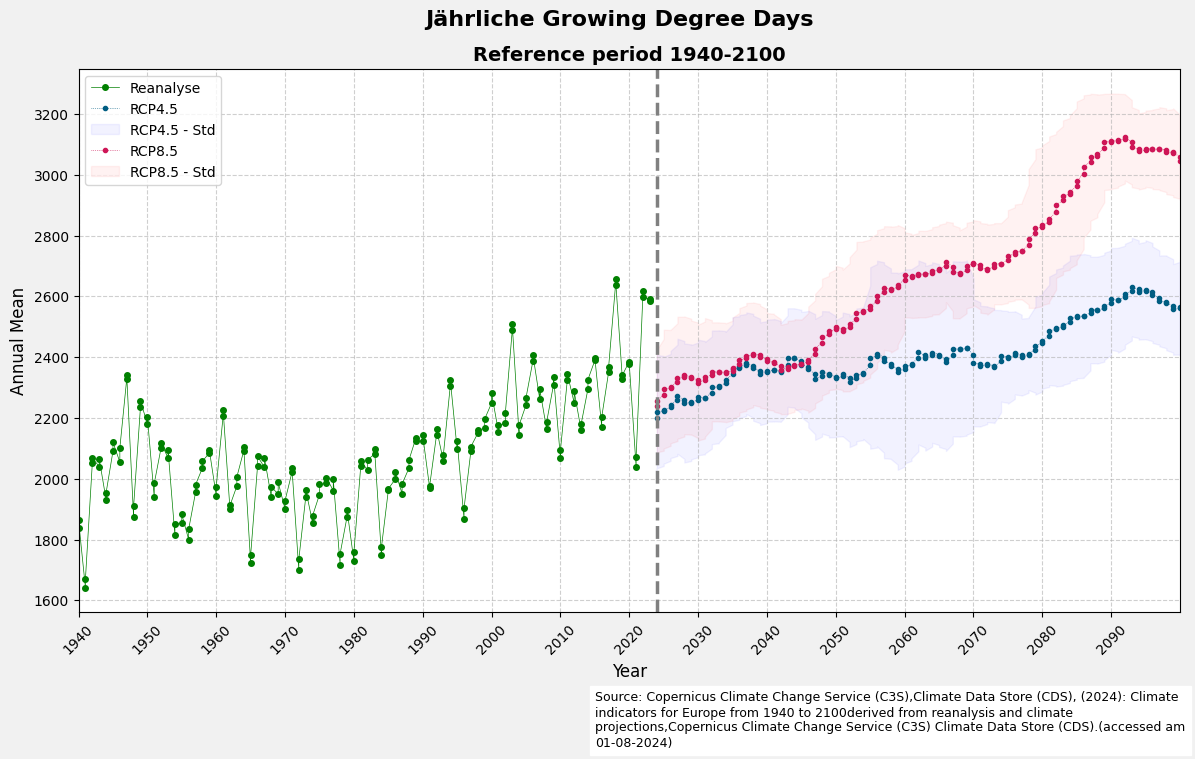 Jährliche Growing Degree Days
Reference period 1940-2100
Reanalyse
RCP4.5
RCP4.5 - Std
RCP8.5
RCP8.5 - Std
Annual Mean
3200
3000
2800
2600
2400
2200
2000
1800
1600
1940
1950
1960
1970
1980
1990
2000
2010
2020
2030
2040
2050
2060
2070
2080
2090
Year
Source: Copernicus Climate Change Service (C3S),Climate Data Store (CDS), (2024): Climate
indicators for Europe from 1940 to 2100derived from reanalysis and climate
projections,Copernicus Climate Change Service (C3S) Climate Data Store (CDS).(accessed am
01-08-2024)